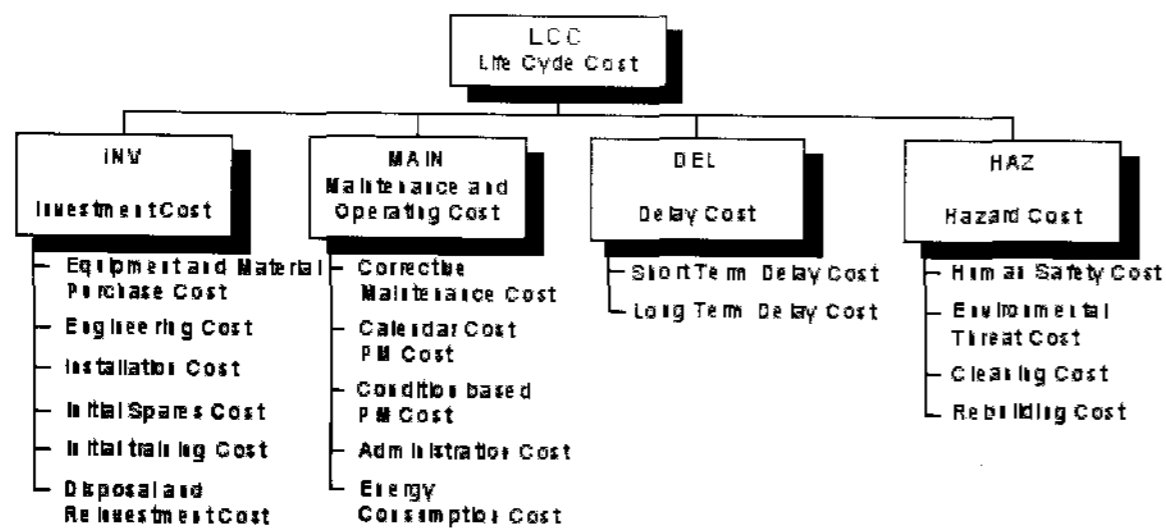 LCC
Life Cycle Cost
INV
Investment Cost
MAIN
Maintenance and
Operating Cost
DEL
Delay Cost
HAZ
Hazard Cost
Equipment and Material
Purchase Cost
Engineering Cost
Installation Cost
Initial Spares Cost
Initial training Cost
Disposal and
Reinvestment Cost
Corrective
Maintenance Cost
Calendar Cost
PM Cost
Condition based
PM Cost
Administration Cost
Energy
Consumption Cost
Short Term Delay Cost
Long Term Delay Cost
Human Safety Cost
Environmental
Threat Cost
Cleaning Cost
Rebuilding Cost